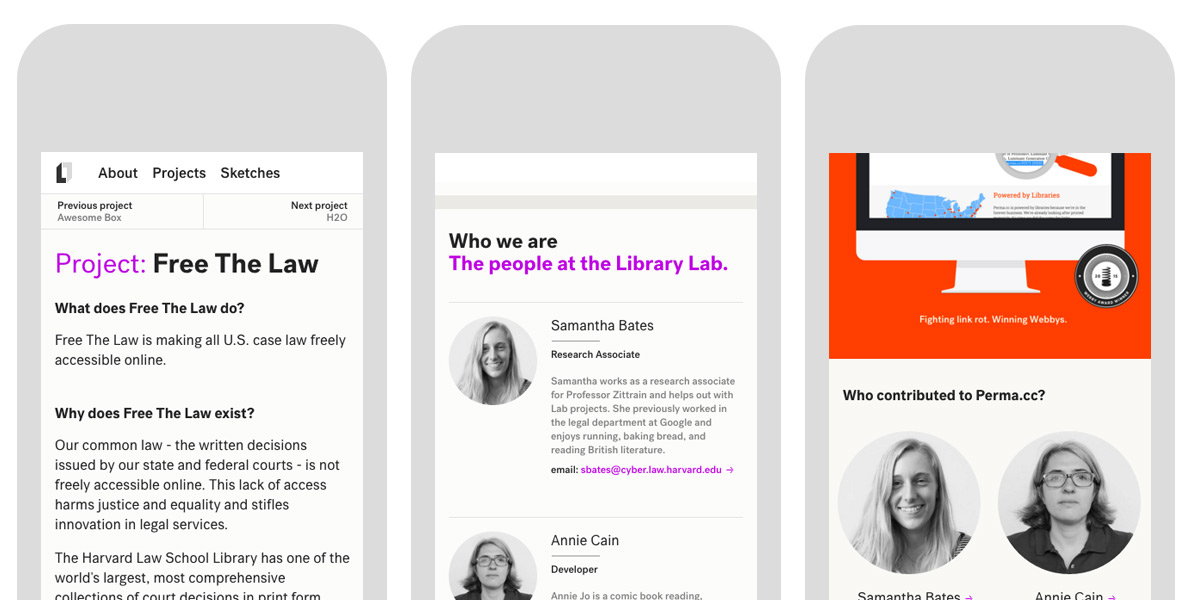 About Projects Sketches
Previous project
Awesome Box
Next project
H2O
Project: Free The Law
What does Free The Law do?
Free The Law is making all U.S. case law freely
accessible online.
Why does Free The Law exist?
Our common law - the written decisions
issued by our state and federal courts - is not
freely accessible online. This lack of access
harms justice and equality and stifles
innovation in legal services.
The Harvard Law School Library has one of the
world's largest, most comprehensive
collections of court decisions in print form
Who we are
The people at the Library Lab.
Samantha Bates
Research Associate
Samantha works as a research associate
for Professor Zittrain and helps out with
Lab projects. She previously worked in
the legal department at Google and
enjoys running, baking bread, and
reading British literature.
email: sbates@cyber.law.harvard.edu →
Annie Cain
Developer
Annie Jo is a comic book reading,
Powered by Libraries
WEBBY AWARD WINNER
Fighting link rot. Winning Webbys.
Who contributed to Perma.cc?
Samantha Bates →
Annie Cain →